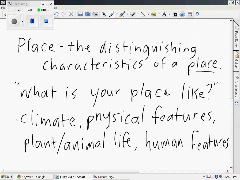 Place - the distinguishing
characteristics of a place.
"What is your place like?"
climate, physical features,
plant/animal life, human features